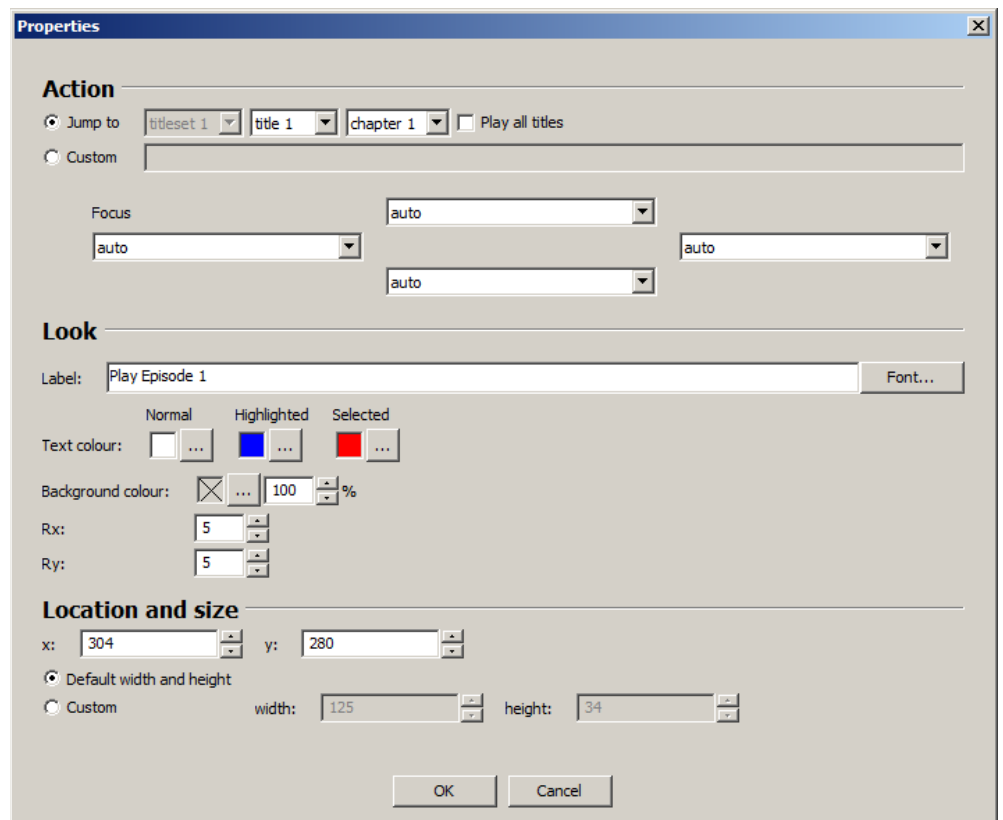 Properties
Action
Jump to titleset 1 title 1 chapter 1 Play all titles
Custom
Focus auto
auto auto
auto
Look
Label: Play Episode 1 Font...
Normal Highlighted Selected
Text colour: ... ... ...
Background colour: ... 100 %
Rx: 5
Ry: 5
Location and size
x: 304 y: 280
Default width and height
Custom width: 125 height: 34
OK Cancel